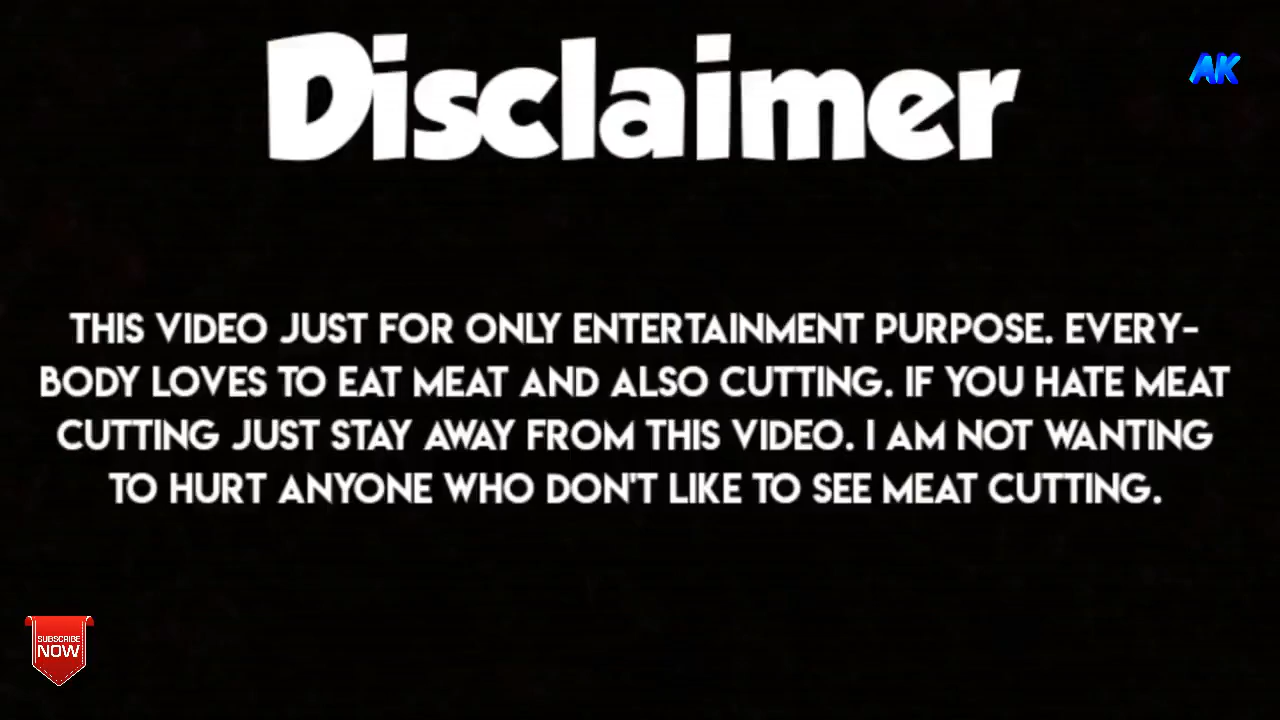 Disclaimer
AK
THIS VIDEO JUST FOR ONLY ENTERTAINMENT PURPOSE. EVERY-
BODY LOVES TO EAT MEAT AND ALSO CUTTING. IF YOU HATE MEAT
CUTTING JUST STAY AWAY FROM THIS VIDEO. I AM NOT WANTING
TO HURT ANYONE WHO DON'T LIKE TO SEE MEAT CUTTING.
SUBSCRIBE
NOW